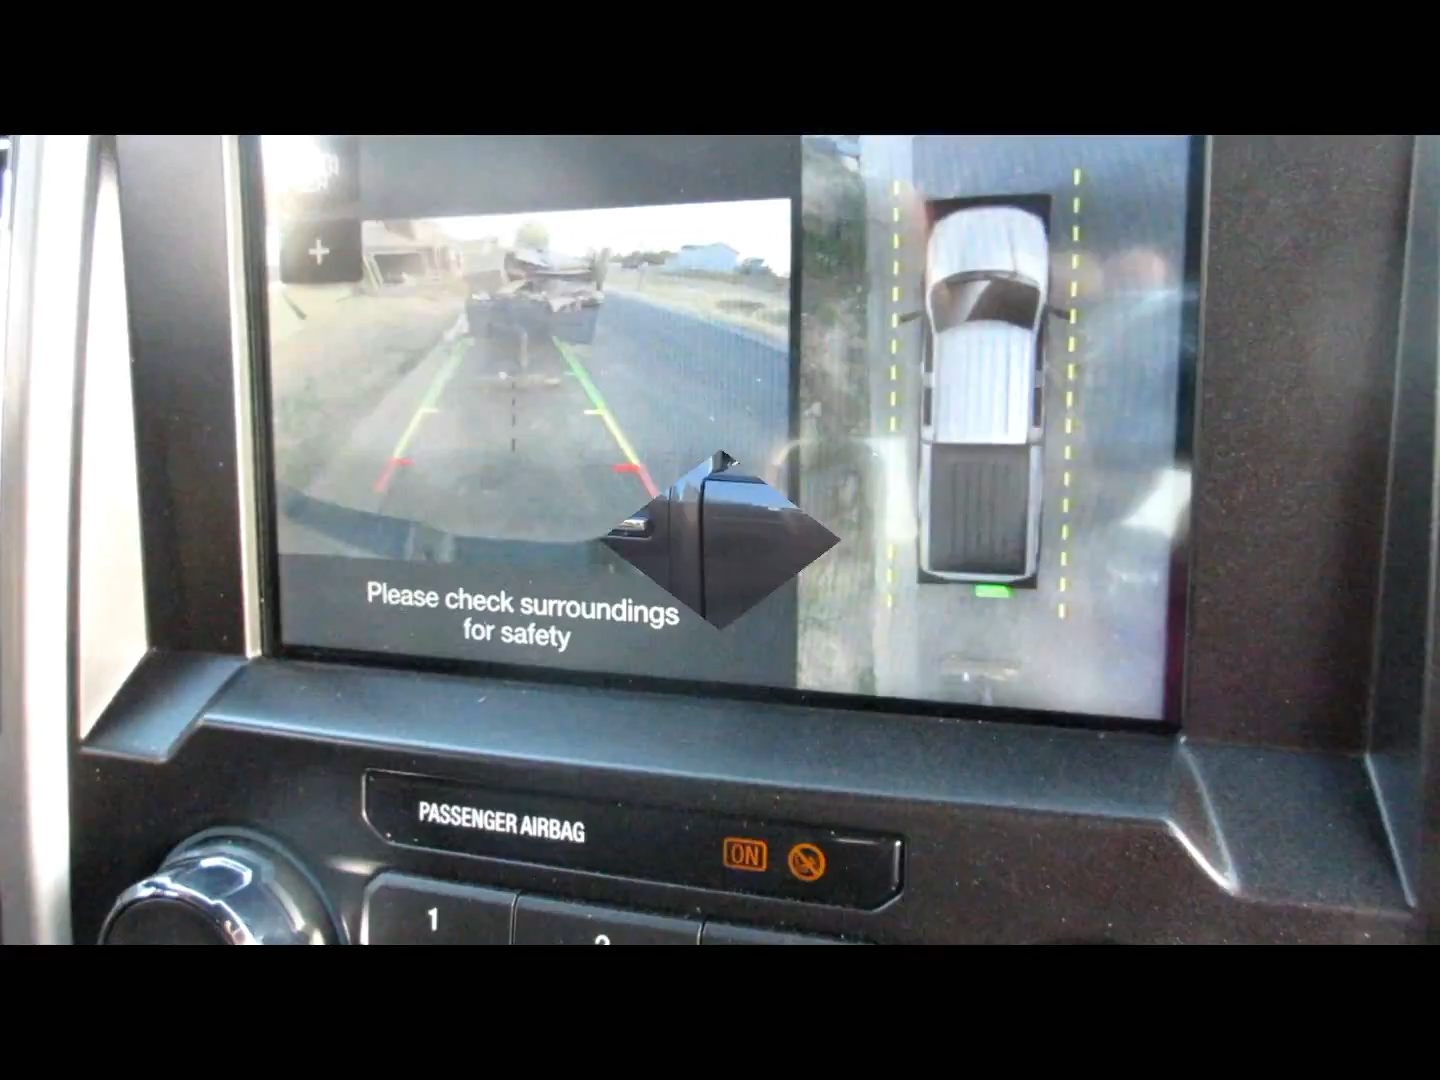 +
Please check surroundings
for safety
PASSENGER AIRBAG
ON
1